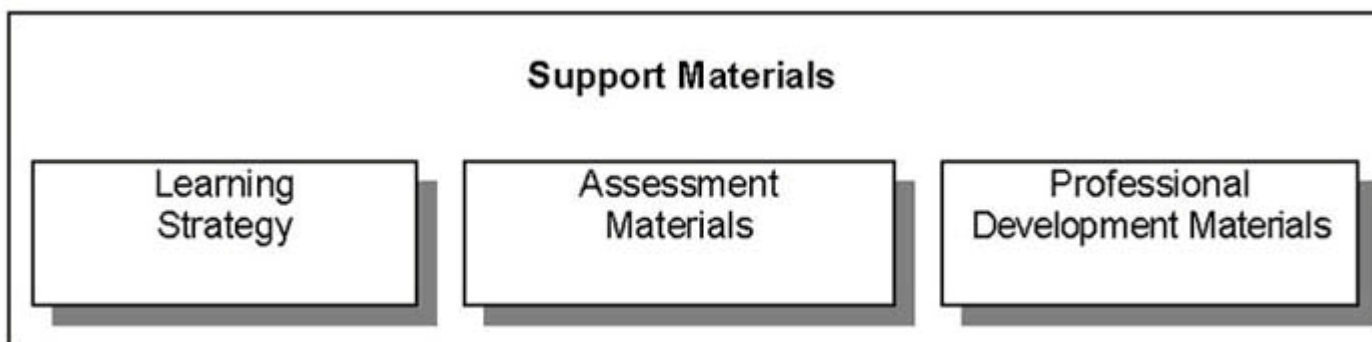 Support Materials
Learning
Strategy
Assessment
Materials
Professional
Development Materials